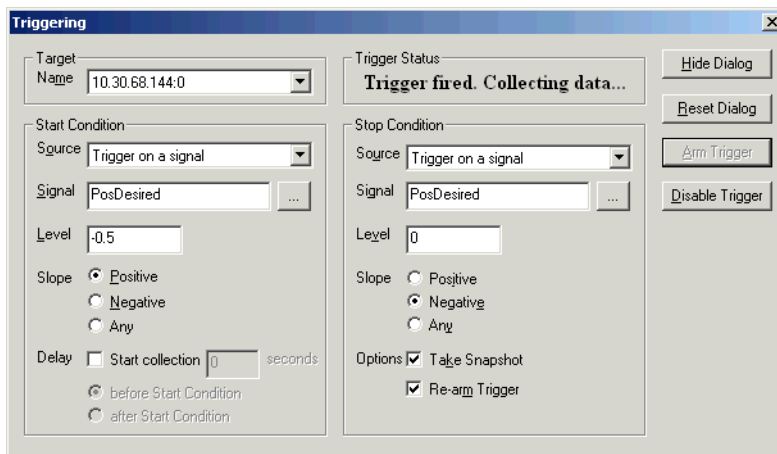 Triggering
Target
Name 10.30.68.144:0
Trigger Status
Trigger fired. Collecting data...
Hide Dialog
Reset Dialog
Arm Trigger
Disable Trigger
Start Condition
Source Trigger on a signal
Signal PosDesired ...
Level -0.5
Slope Positive
Negative
Any
Delay Start collection 0 seconds
before Start Condition
after Start Condition
Stop Condition
Source Trigger on a signal
Signal PosDesired ...
Level 0
Slope Positive
Negative
Any
Options Take Snapshot
Re-arm Trigger